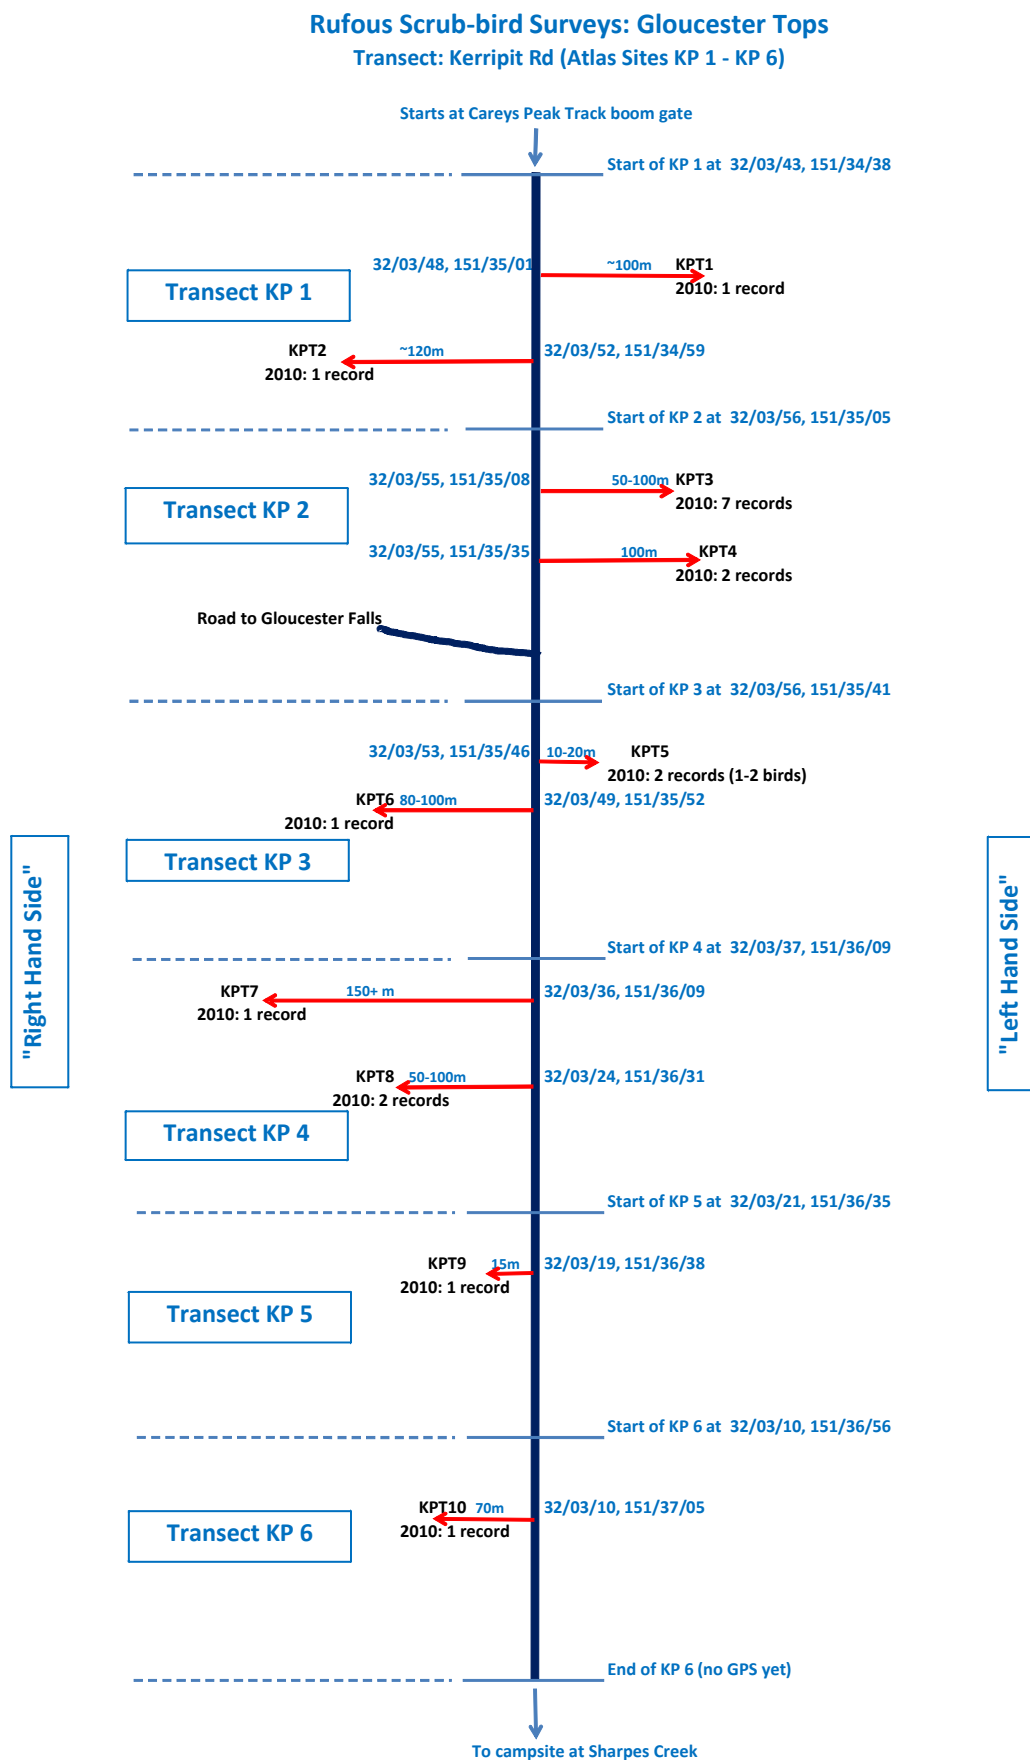 Rufous Scrub-bird Surveys: Gloucester Tops
Transect: Kerripit Rd (Atlas Sites KP 1 - KP 6)
Starts at Careys Peak Track boom gate
Start of KP 1 at  32/03/43, 151/34/38
32/03/48, 151/35/01
~100m
KPT1
2010: 1 record
Transect KP 1
KPT2
~120m
32/03/52, 151/34/59
2010: 1 record
Start of KP 2 at  32/03/56, 151/35/05
32/03/55, 151/35/08
50-100m
KPT3
2010: 7 records
Transect KP 2
32/03/55, 151/35/35
100m
KPT4
2010: 2 records
Road to Gloucester Falls
Start of KP 3 at  32/03/56, 151/35/41
32/03/53, 151/35/46
10-20m
KPT5
2010: 2 records (1-2 birds)
KPT6
80-100m
32/03/49, 151/35/52
2010: 1 record
Transect KP 3
"Right Hand Side"
"Left Hand Side"
Start of KP 4 at  32/03/37, 151/36/09
KPT7
150+ m
32/03/36, 151/36/09
2010: 1 record
KPT8
50-100m
32/03/24, 151/36/31
2010: 2 records
Transect KP 4
Start of KP 5 at  32/03/21, 151/36/35
KPT9
15m
32/03/19, 151/36/38
2010: 1 record
Transect KP 5
Start of KP 6 at  32/03/10, 151/36/56
KPT10
70m
32/03/10, 151/37/05
2010: 1 record
Transect KP 6
End of KP 6 (no GPS yet)
To campsite at Sharpes Creek